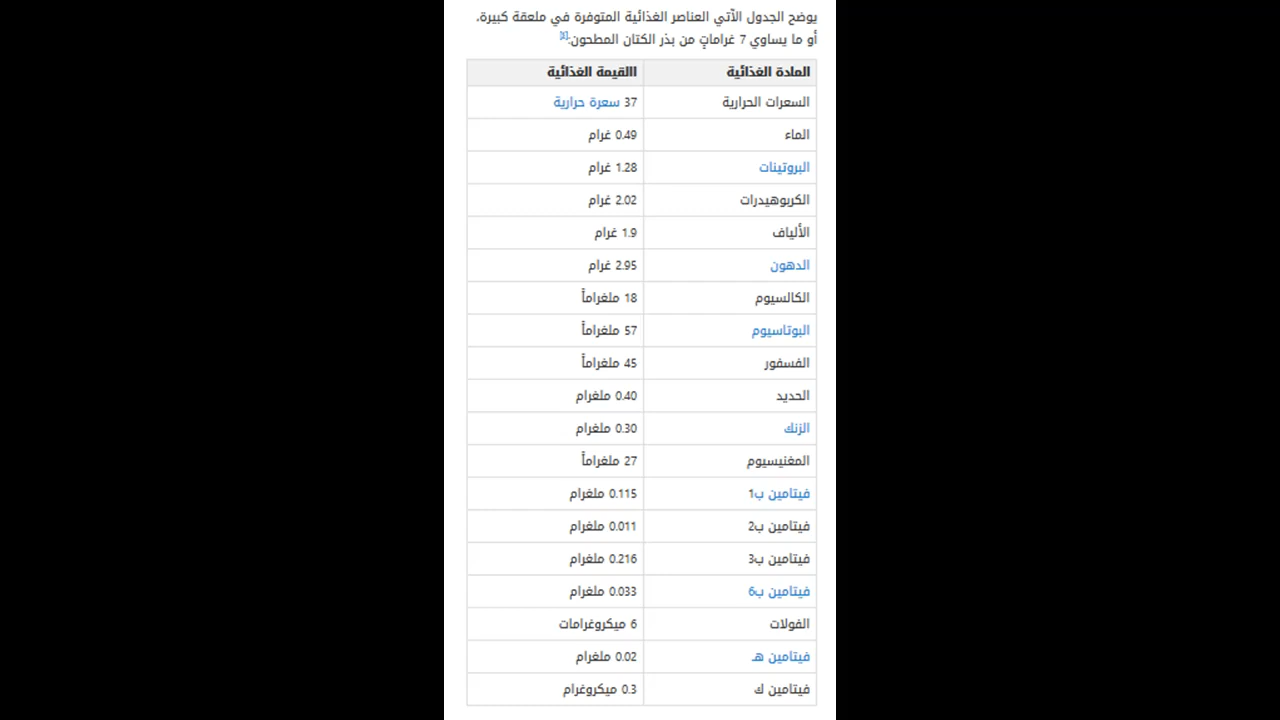 يوضح الجدول الآتي العناصر الغذائية المتوفرة في ملعقة كبيرة،
أو ما يساوي 7 غراماتٍ من بذر الكتان المطحون:
المادة الغذائية االقيمة الغذائية
السعرات الحرارية 37 سعرة حرارية
الماء 0.49 غرام
البروتينات 1.28 غرام
الكربوهيدرات 2.02 غرام
الألياف 1.9 غرام
الدهون 2.95 غرام
الكالسيوم 18 ملغراماً
البوتاسيوم 57 ملغراماً
الفسفور 45 ملغراماً
الحديد 0.40 ملغرام
الزنك 0.30 ملغرام
المغنيسيوم 27 ملغراماً
فيتامين ب1 0.115 ملغرام
فيتامين ب2 0.011 ملغرام
فيتامين ب3 0.216 ملغرام
فيتامين ب6 0.033 ملغرام
الفولات 6 ميكروغرامات
فيتامين هـ 0.02 ملغرام
فيتامين ك 0.3 ميكروغرام